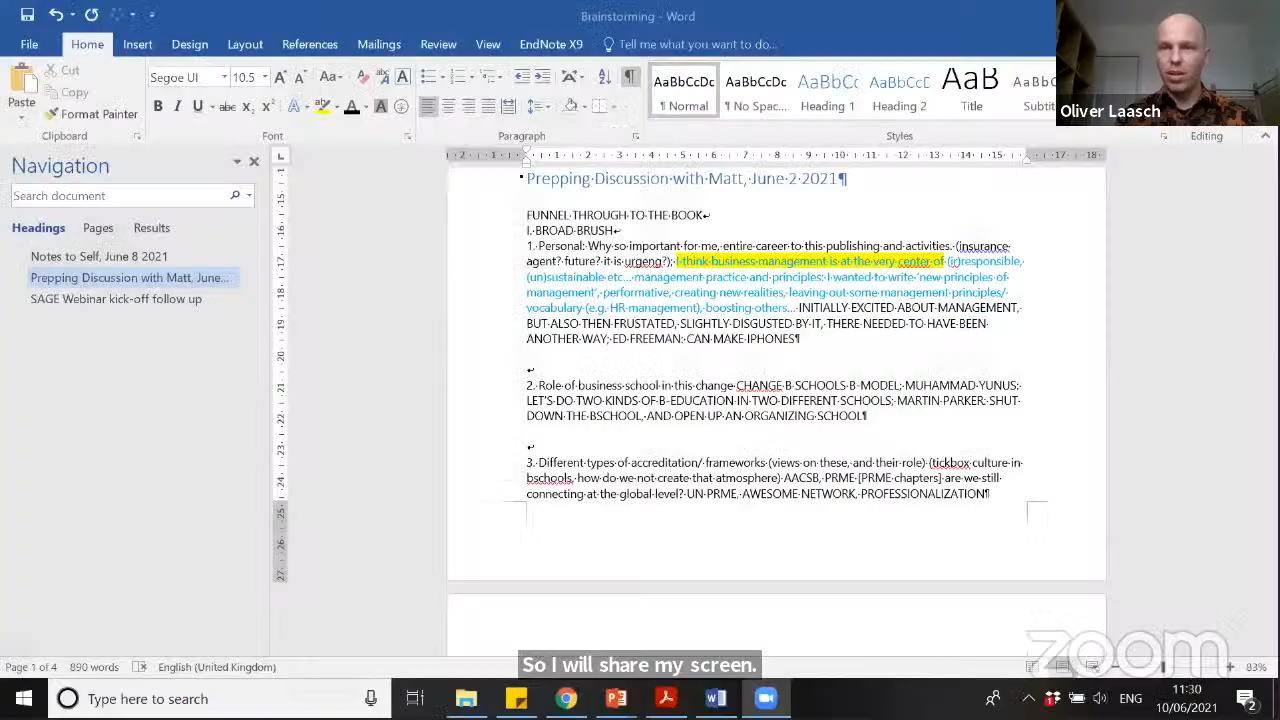 Brainstorming - Word
File Home Insert Design Layout References Mailings Review View EndNote X9 Tell me what you want to do...
Paste
Cut
Copy
Format Painter
Clipboard
Segoe UI 10.5
Font
Paragraph
AaBbCcDc AaBbCcDc AaBbCc AaBbCcD AaB AaBbCc
¶ Normal ¶ No Spac... Heading 1 Heading 2 Title Subtit
Styles
Editing
Oliver Laasch
Navigation
Search document
Headings Pages Results
Notes to Self, June 8 2021
Prepping Discussion with Matt, June...
SAGE Webinar kick-off follow up
Prepping Discussion with Matt, June 2 2021¶
FUNNEL THROUGH TO THE BOOK
I. BROAD BRUSH
1. Personal: Why so important for me, entire career to this publishing and activities. (insurance
agent? future? it is urgeng?); I think business management is at the very center of (ir)responsible,
(un)sustainable etc... management practice and principles: I wanted to write 'new principles of
management', performative, creating new realities, leaving out some management principles/
vocabulary (e.g. HR management), boosting others... INITIALLY EXCITED ABOUT MANAGEMENT,
BUT ALSO THEN FRUSTATED, SLIGHTLY DISGUSTED BY IT, THERE NEEDED TO HAVE BEEN
ANOTHER WAY; ED FREEMAN: CAN MAKE IPHONES¶
2. Role of business school in this change CHANGE B SCHOOLS B-MODEL; MUHAMMAD YUNUS:
LET'S DO TWO KINDS OF B-EDUCATION IN TWO DIFFERENT SCHOOLS; MARTIN PARKER: SHUT
DOWN THE BSCHOOL, AND OPEN UP AN ORGANIZING SCHOOL¶
3. Different types of accreditation/ frameworks (views on these, and their role) (tickbox culture in
bschools, how do we not create that atmosphere) AACSB, PRME [PRME chapters] are we still
connecting at the global level? UN-PRME, AWESOME NETWORK, PROFESSIONALIZATION¶
zoom
So I will share my screen.
Page 1 of 4 890 words English (United Kingdom) 83%
Type here to search
ENG
11:30
10/06/2021
2